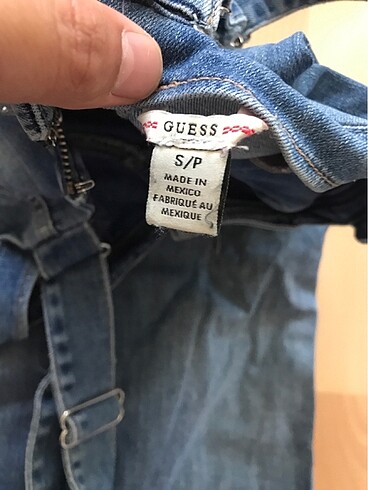 GUESS
S/P
MADE IN
MEXICO
FABRIQUÉ AU
MEXIQUE